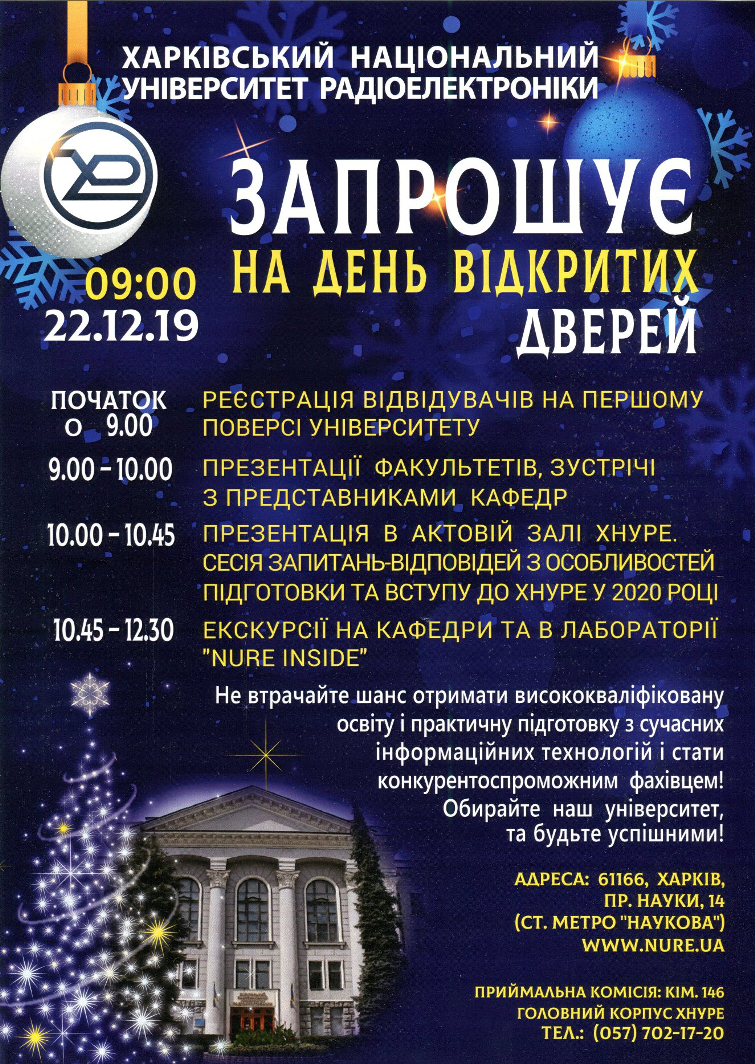 ХАРКІВСЬКИЙ НАЦІОНАЛЬНИЙ
УНІВЕРСИТЕТ РАДІОЕЛЕКТРОНІКИ
ЗАПРОШУЄ
НА ДЕНЬ ВІДКРИТИХ
ДВЕРЕЙ
09:00
22.12.19
ПОЧАТОК
О 9.00
РЕЄСТРАЦІЯ ВІДВІДУВАЧІВ НА ПЕРШОМУ
ПОВЕРСІ УНІВЕРСИТЕТУ
9.00 – 10.00
ПРЕЗЕНТАЦІЇ ФАКУЛЬТЕТІВ, ЗУСТРІЧІ
З ПРЕДСТАВНИКАМИ КАФЕДР
10.00 – 10.45
ПРЕЗЕНТАЦІЯ В АКТОВІЙ ЗАЛІ ХНУРЕ.
СЕСІЯ ЗАПИТАНЬ-ВІДПОВІДЕЙ З ОСОБЛИВОСТЕЙ
ПІДГОТОВКИ ТА ВСТУПУ ДО ХНУРЕ У 2020 РОЦІ
10.45 – 12.30
ЕКСКУРСІЇ НА КАФЕДРИ ТА В ЛАБОРАТОРІЇ
"NURE INSIDE"
Не втрачайте шанс отримати висококваліфіковану
освіту і практичну підготовку з сучасних
інформаційних технологій і стати
конкурентоспроможним фахівцем!
Обирайте наш університет,
та будьте успішними!
АДРЕСА: 61166, ХАРКІВ,
ПР. НАУКИ, 14
(СТ. МЕТРО "НАУКОВА")
WWW.NURE.UA
ПРИЙМАЛЬНА КОМІСІЯ: КІМ. 146
ГОЛОВНИЙ КОРПУС ХНУРЕ
ТЕЛ.: (057) 702-17-20